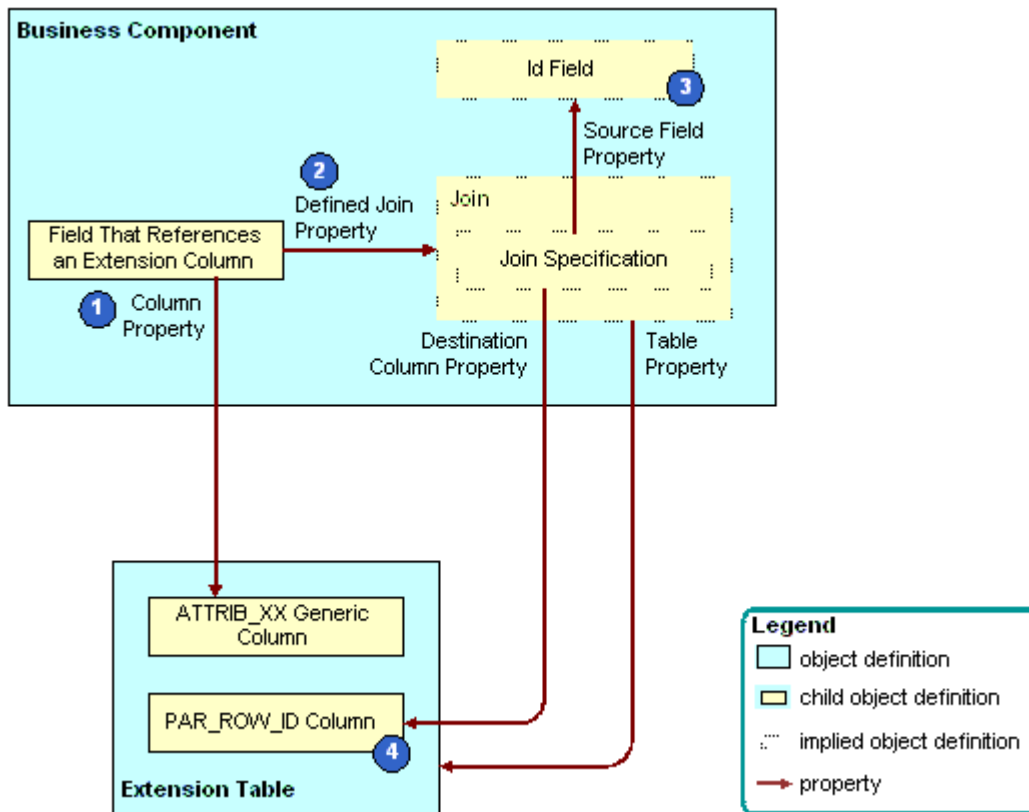 Business Component
Id Field
3
Source Field
Property
2
Defined Join
Property
Join
Field That References
an Extension Column
Join Specification
1
Column
Property
Destination
Column Property
Table
Property
ATTRIB_XX Generic
Column
PAR_ROW_ID Column
4
Extension Table
Legend
object definition
child object definition
implied object definition
property